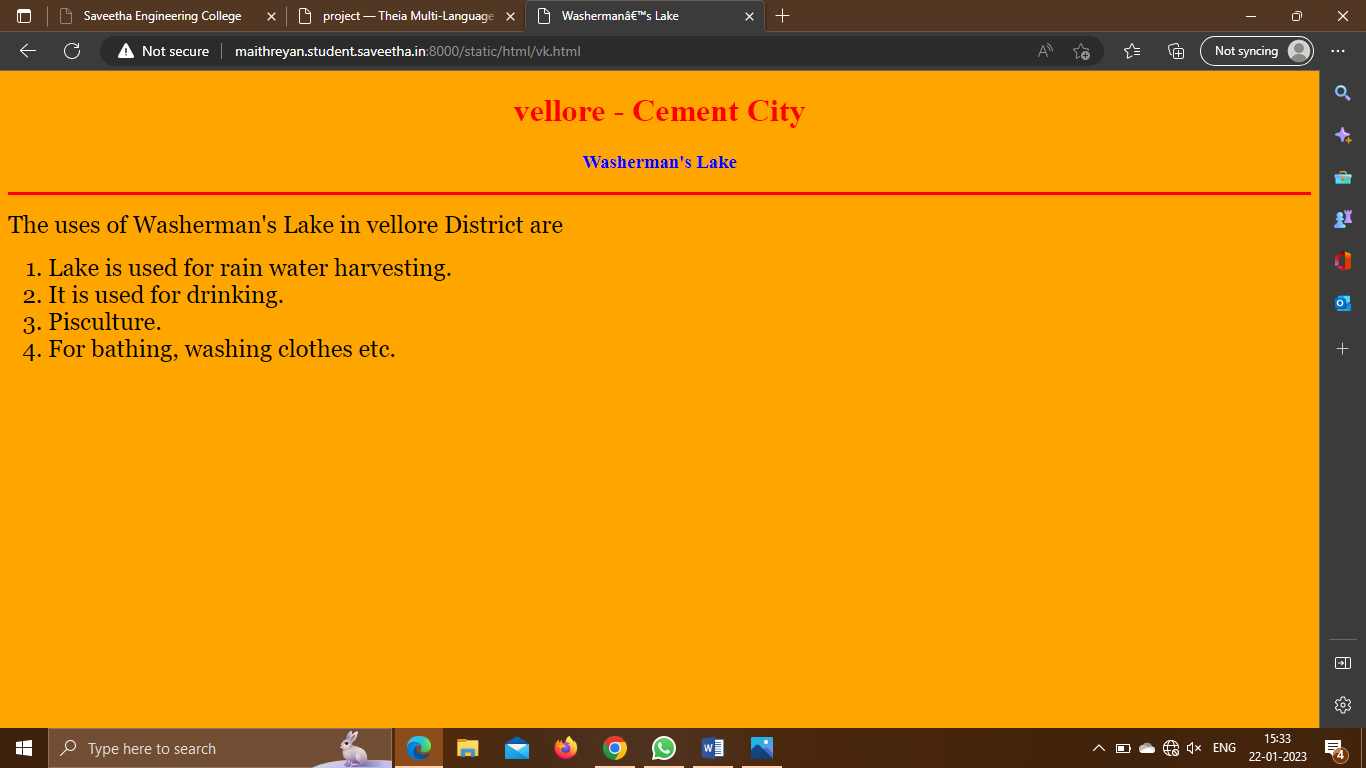 Saveetha Engineering College
project — Theia Multi-Language
Washermanâ€™s Lake
Not secure
maithreyan.student.saveetha.in:8000/static/html/vk.html
Not syncing
vellore - Cement City
Washerman's Lake
The uses of Washerman's Lake in vellore District are
1. Lake is used for rain water harvesting.
2. It is used for drinking.
3. Pisculture.
4. For bathing, washing clothes etc.
Type here to search
ENG
15:33
22-01-2023
4